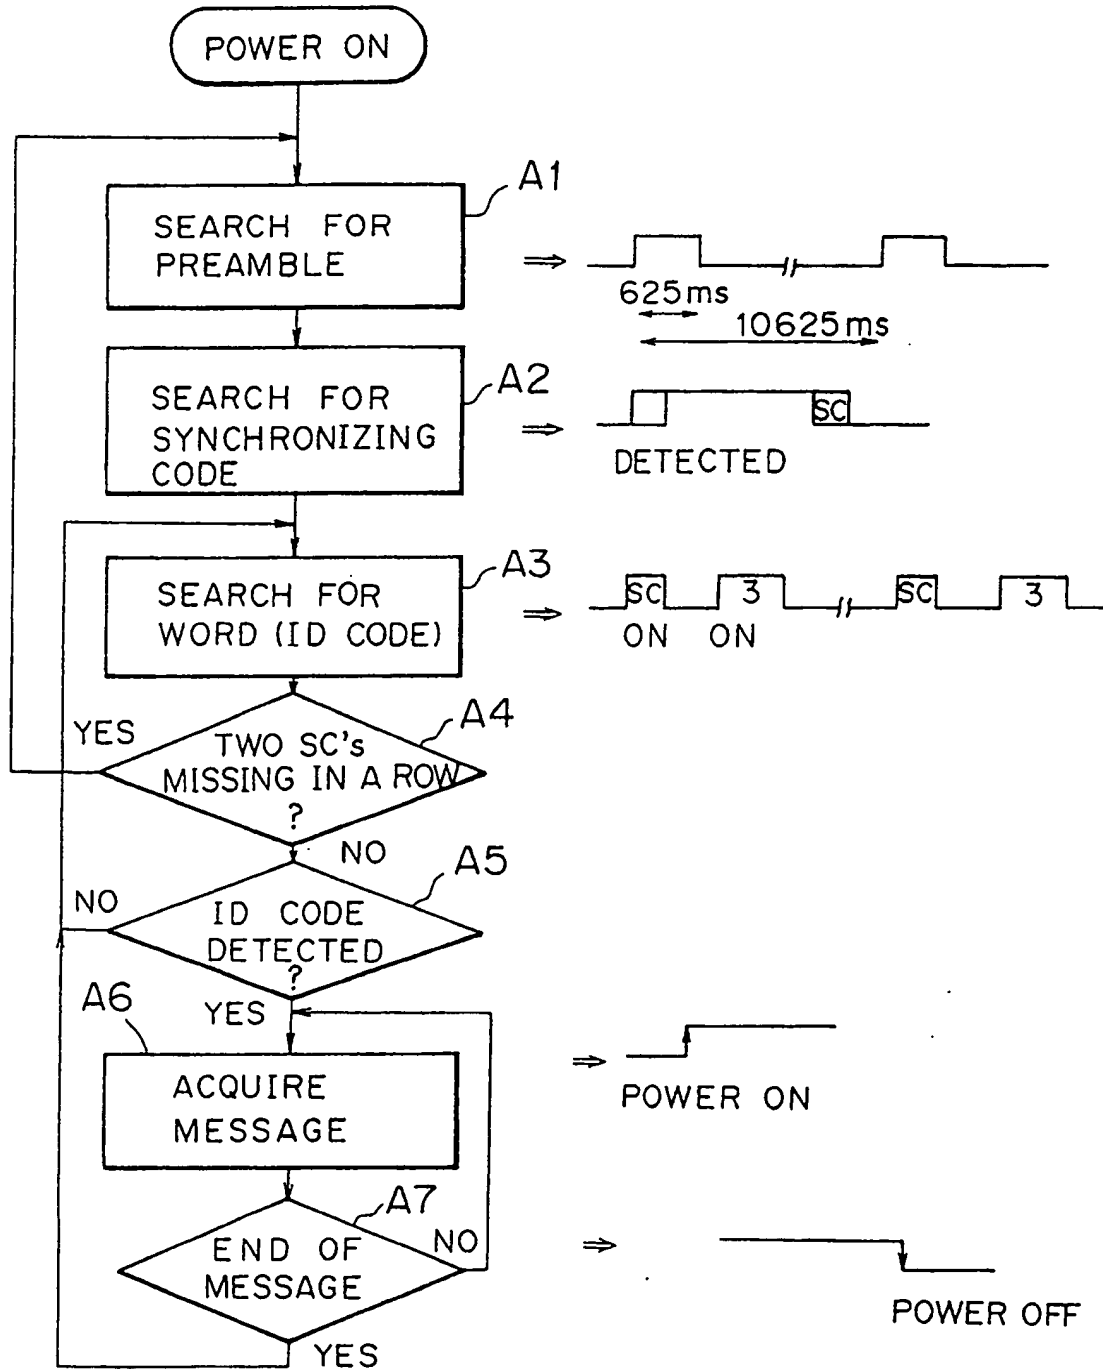 POWER ON
A1
SEARCH FOR
PREAMBLE
625ms
10625ms
A2
SEARCH FOR
SYNCHRONIZING
CODE
SC
DETECTED
A3
SEARCH FOR
WORD (ID CODE)
SC 3 SC 3
ON ON
A4
YES
TWO SC's
MISSING IN A ROW
?
NO
A5
NO
ID CODE
DETECTED
?
YES
A6
ACQUIRE
MESSAGE
POWER ON
A7
END OF
MESSAGE
NO
YES
POWER OFF